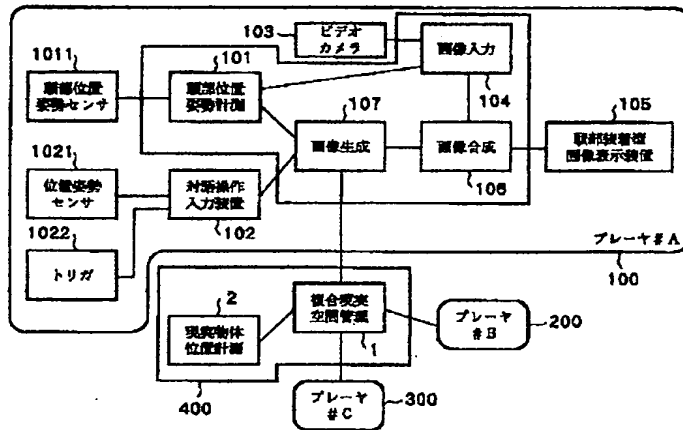 1011
頭部位置
姿勢センサ
101
頭部位置
姿勢計測
103
ビデオ
カメラ
画像入力
104
107
画像生成
画像合成
106
105
頭部装着型
画像表示装置
1021
位置姿勢
センサ
対話操作
入力装置
102
1022
トリガ
プレーヤ#A
100
2
現実物体
位置計測
複合現実
空間管理
1
400
プレーヤ
#B
200
プレーヤ
#C
300